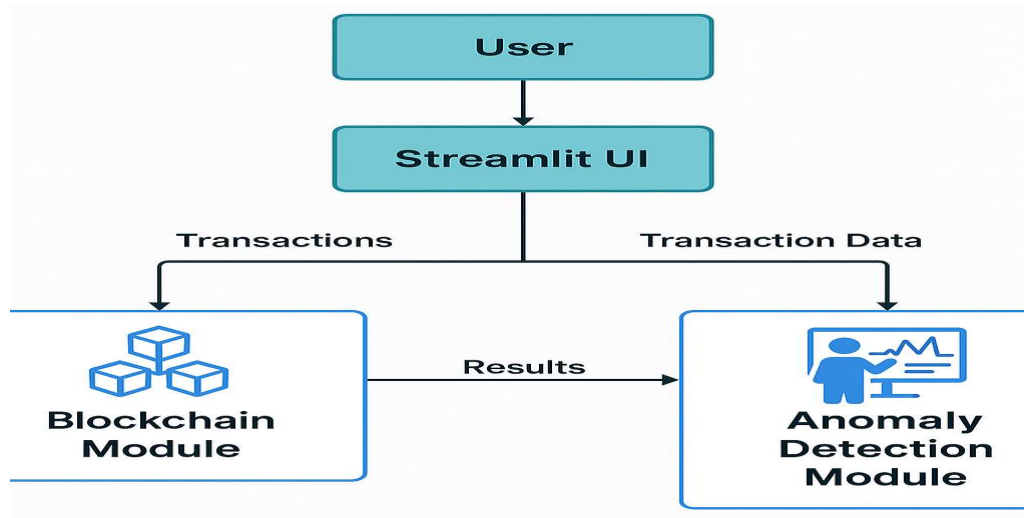 User
Streamlit UI
Transactions
Transaction Data
Results
Blockchain
Module
Anomaly
Detection
Module